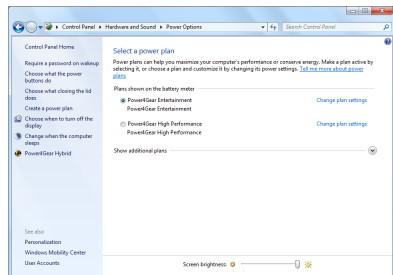 Control Panel ▸ Hardware and Sound ▸ Power Options
Search Control Panel
Control Panel Home
Require a password on wakeup
Choose what the power
buttons do
Choose what closing the lid
does
Create a power plan
Choose when to turn off the
display
Change when the computer
sleeps
Power4Gear Hybrid
See also
Personalization
Windows Mobility Center
User Accounts
Select a power plan
Power plans can help you maximize your computer's performance or conserve energy. Make a plan active by
selecting it, or choose a plan and customize it by changing its power settings. Tell me more about power
plans
Plans shown on the battery meter
Power4Gear Entertainment Change plan settings
Power4Gear Entertainment
Power4Gear High Performance Change plan settings
Power4Gear High Performance
Show additional plans
Screen brightness: